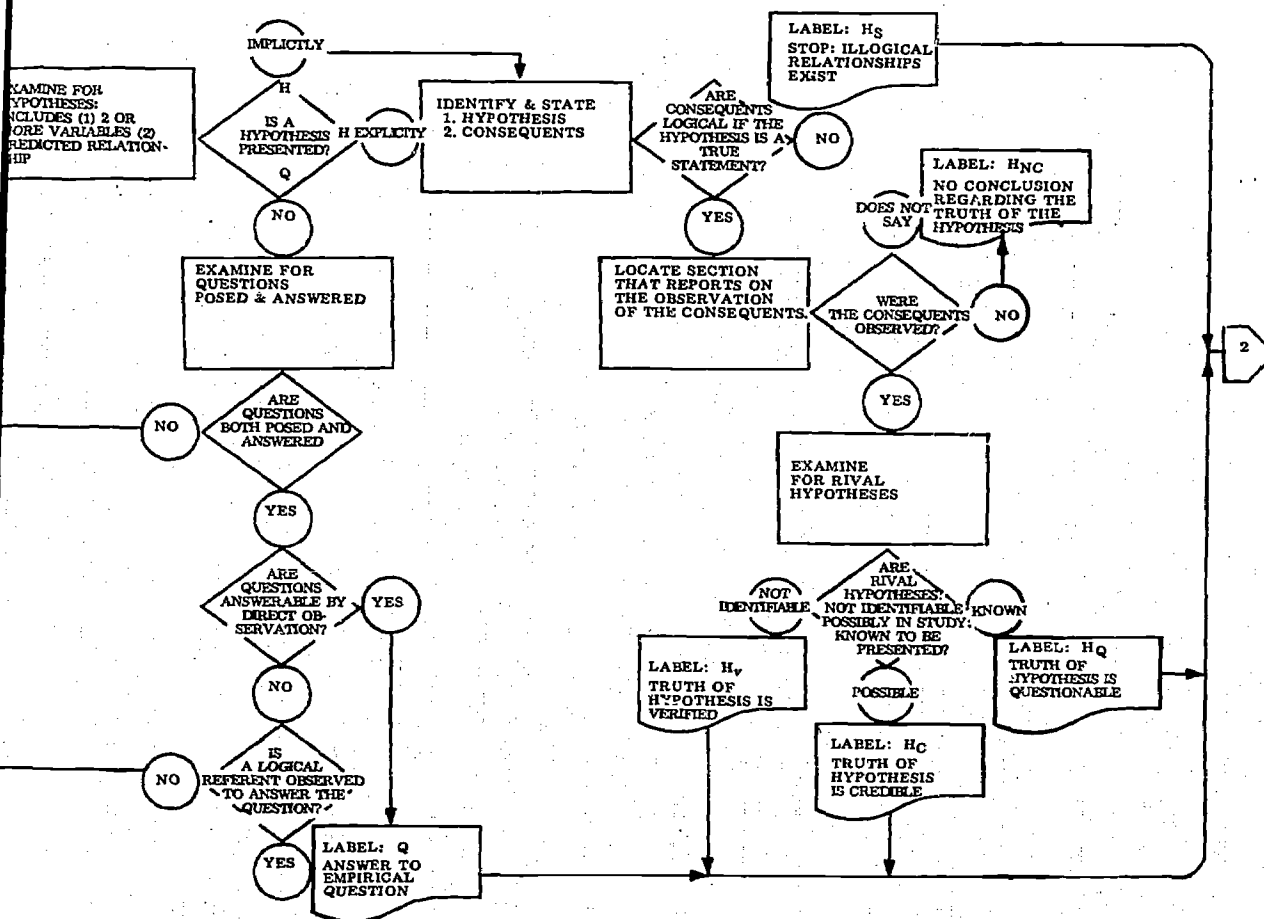 IMPLICITLY
XAMINE FOR
YPOTHESES:
NCLUDES (1) 2 OR
ORE VARIABLES (2)
REDICTED RELATION-
HIP
H
IS A
HYPOTHESIS
PRESENTED?
Q
H EXPLICITY
IDENTIFY & STATE
1. HYPOTHESIS
2. CONSEQUENTS
ARE
CONSEQUENTS
LOGICAL IF THE
HYPOTHESIS IS A
TRUE
STATEMENT?
NO
LABEL: HS
STOP: ILLOGICAL
RELATIONSHIPS
EXIST
NO
EXAMINE FOR
QUESTIONS
POSED & ANSWERED
YES
LOCATE SECTION
THAT REPORTS ON
THE OBSERVATION
OF THE CONSEQUENTS.
DOES NOT
SAY
LABEL: HNC
NO CONCLUSION
REGARDING THE
TRUTH OF THE
HYPOTHESIS
WERE
THE CONSEQUENTS
OBSERVED?
NO
2
NO
ARE
QUESTIONS
BOTH POSED AND
ANSWERED
YES
EXAMINE
FOR RIVAL
HYPOTHESES
YES
ARE
QUESTIONS
ANSWERABLE BY
DIRECT OB-
SERVATION?
YES
NOT
IDENTIFIABLE
ARE
RIVAL
HYPOTHESES?
NOT IDENTIFIABLE
POSSIBLY IN STUDY:
KNOWN TO BE
PRESENTED?
KNOWN
NO
LABEL: Hv
TRUTH OF
HYPOTHESIS IS
VERIFIED
POSSIBLE
LABEL: HQ
TRUTH OF
HYPOTHESIS IS
QUESTIONABLE
NO
IS
A LOGICAL
REFERENT OBSERVED
TO ANSWER THE
QUESTION?
LABEL: HC
TRUTH OF
HYPOTHESIS
IS CREDIBLE
YES
LABEL: Q
ANSWER TO
EMPIRICAL
QUESTION